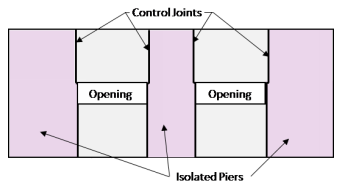 Control Joints
Opening
Opening
Isolated Piers